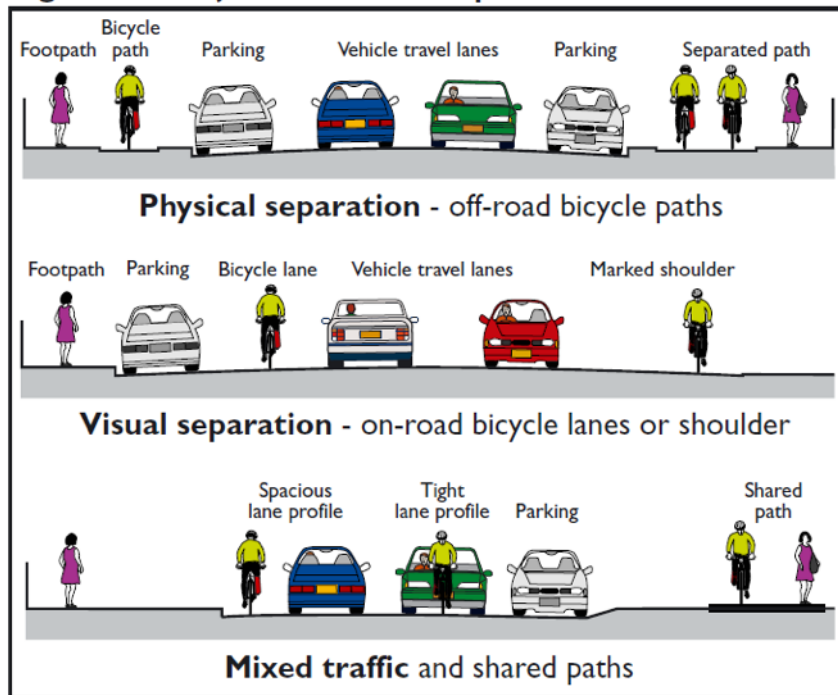 Bicycle
path
Footpath
Parking
Vehicle travel lanes
Parking
Separated path
Physical separation - off-road bicycle paths
Footpath
Parking
Bicycle lane
Vehicle travel lanes
Marked shoulder
Visual separation - on-road bicycle lanes or shoulder
Spacious
lane profile
Tight
lane profile
Parking
Shared
path
Mixed traffic and shared paths